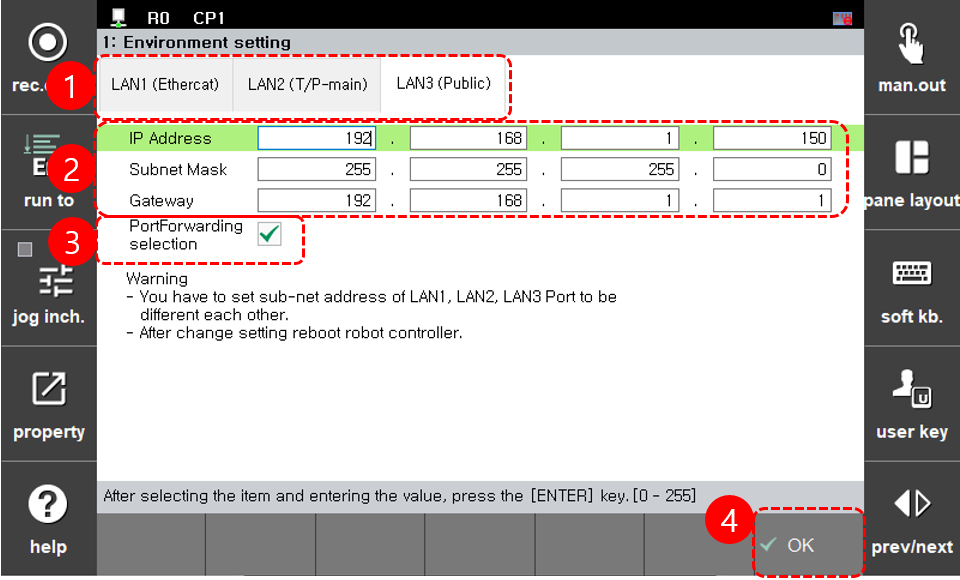 R0 CP1
1: Environment setting
rec.
1
LAN1 (Ethercat) LAN2 (T/P-main) LAN3 (Public)
man.out
2
IP Address 192 . 168 . 1 . 150
Subnet Mask 255 . 255 . 255 . 0
Gateway 192 . 168 . 1 . 1
run to
pane layout
3
PortForwarding
selection
Warning
- You have to set sub-net address of LAN1, LAN2, LAN3 Port to be
different each other.
- After change setting reboot robot controller.
jog inch.
soft kb.
property
user key
U
After selecting the item and entering the value, press the [ENTER] key.[0 - 255]
4
OK
?
help
prev/next